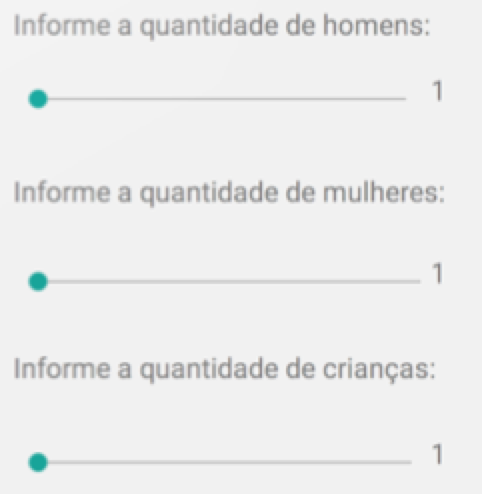 Informe a quantidade de homens:
1
Informe a quantidade de mulheres:
1
Informe a quantidade de crianças:
1